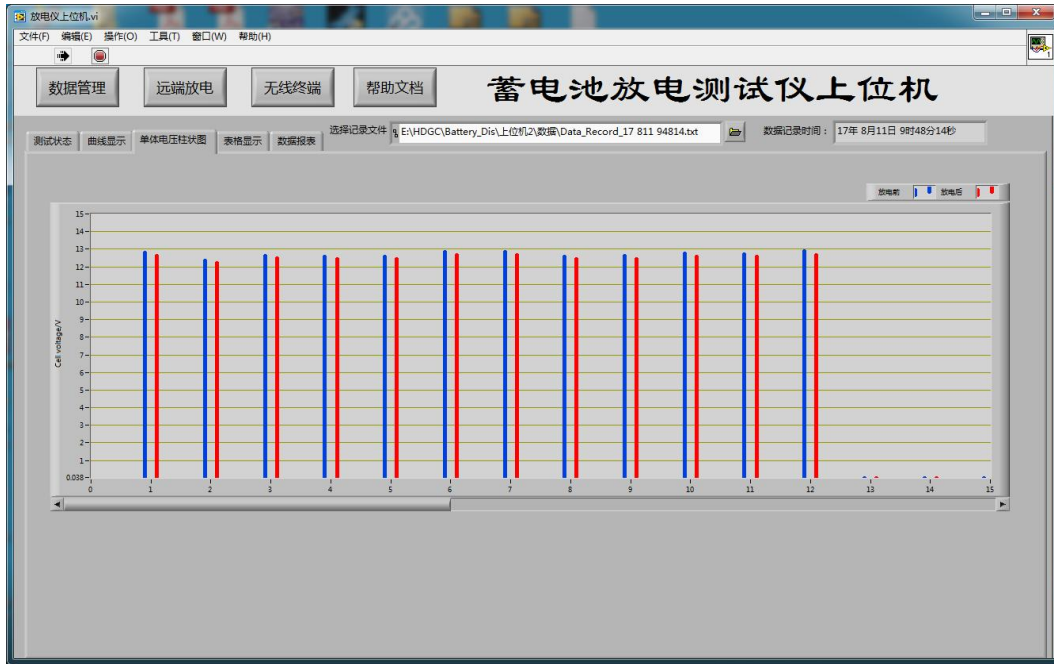 放电仪上位机.vi
文件(F) 编辑(E) 操作(O) 工具(T) 窗口(W) 帮助(H)
数据管理 远端放电 无线终端 帮助文档 蓄电池放电测试仪上位机
测试状态 曲线显示 单体电压柱状图 表格显示 数据报表
选择记录文件 E:\HDGC\Battery_Dis\上位机2\数据\Data_Record_17 811 94814.txt 数据记录时间： 17年 8月11日 9时48分14秒
放电前 放电后
15
14
13
12
11
10
9
8
7
6
5
4
3
2
1
0.038
Cell voltage/V
0 1 2 3 4 5 6 7 8 9 10 11 12 13 14 15